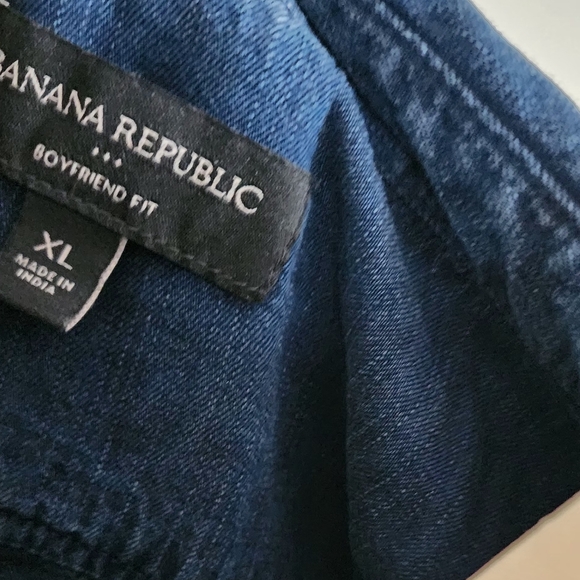 BANANA REPUBLIC
BOYFRIEND FIT
XL
MADE IN
INDIA